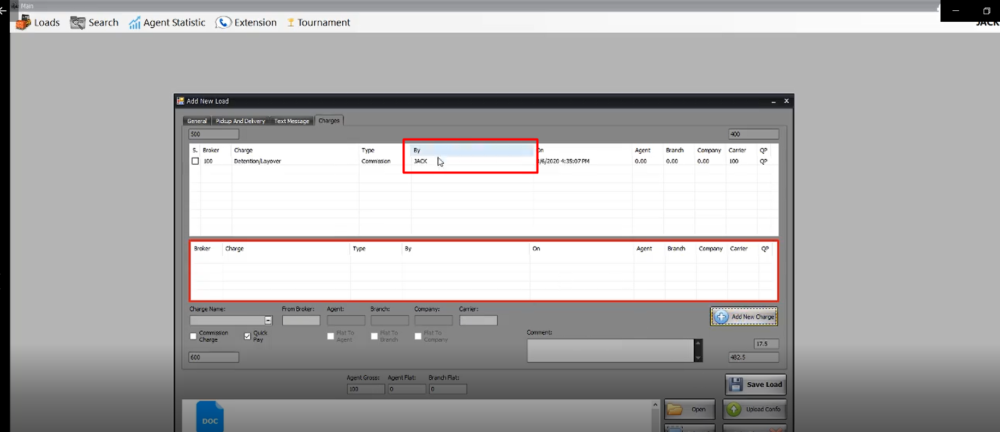 Main
Loads Search Agent Statistic Extension Tournament JACK
Add New Load
General Pickup And Delivery Text Message Charges
500 400
S. Broker Charge Type By On Agent Branch Company Carrier QP
100 Detention/Layover Commission JACK /6/2020 4:35:07 PM 0.00 0.00 0.00 100 QP
Broker Charge Type By On Agent Branch Company Carrier QP
Charge Name: From Broker: Agent: Branch: Company: Carrier:
Add New Charge
Commission Charge Quick Pay Flat To Agent Flat To Branch Flat To Company Comment:
17.5
600 482.5
Agent Gross: Agent Flat: Branch Flat:
100 0 0 Save Load
DOC Open Upload Confo